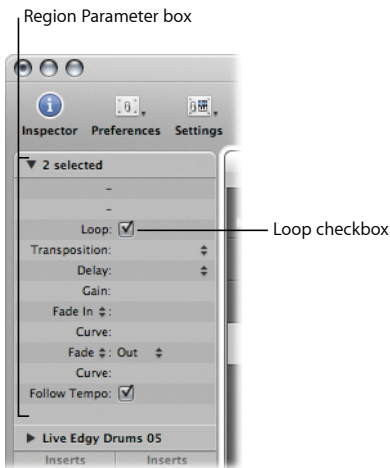 Region Parameter box
Inspector Preferences Settings
2 selected
-
-
Loop:
Loop checkbox
Transposition:
Delay:
Gain:
Fade In :
Curve:
Fade : Out
Curve:
Follow Tempo:
Live Edgy Drums 05
Inserts Inserts